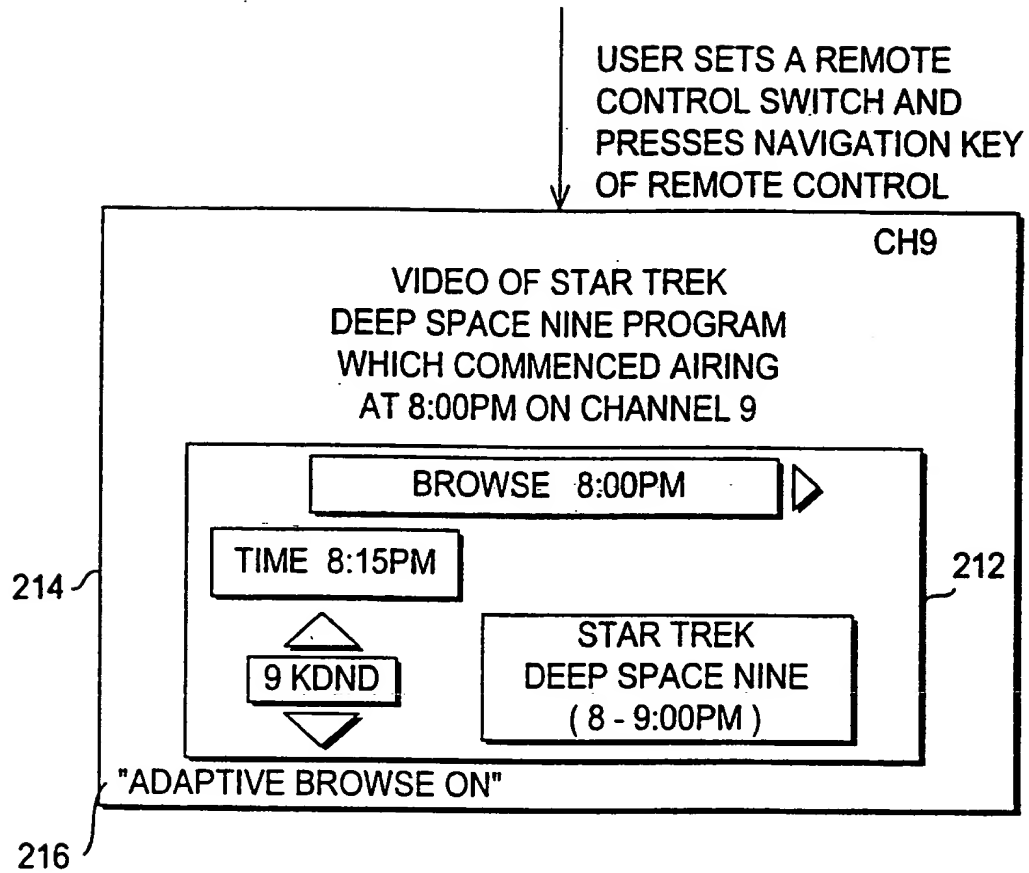 USER SETS A REMOTE
CONTROL SWITCH AND
PRESSES NAVIGATION KEY
OF REMOTE CONTROL
CH9
VIDEO OF STAR TREK
DEEP SPACE NINE PROGRAM
WHICH COMMENCED AIRING
AT 8:00PM ON CHANNEL 9
BROWSE 8:00PM
TIME 8:15PM
214
212
9 KDND
STAR TREK
DEEP SPACE NINE
( 8 - 9:00PM )
"ADAPTIVE BROWSE ON"
216